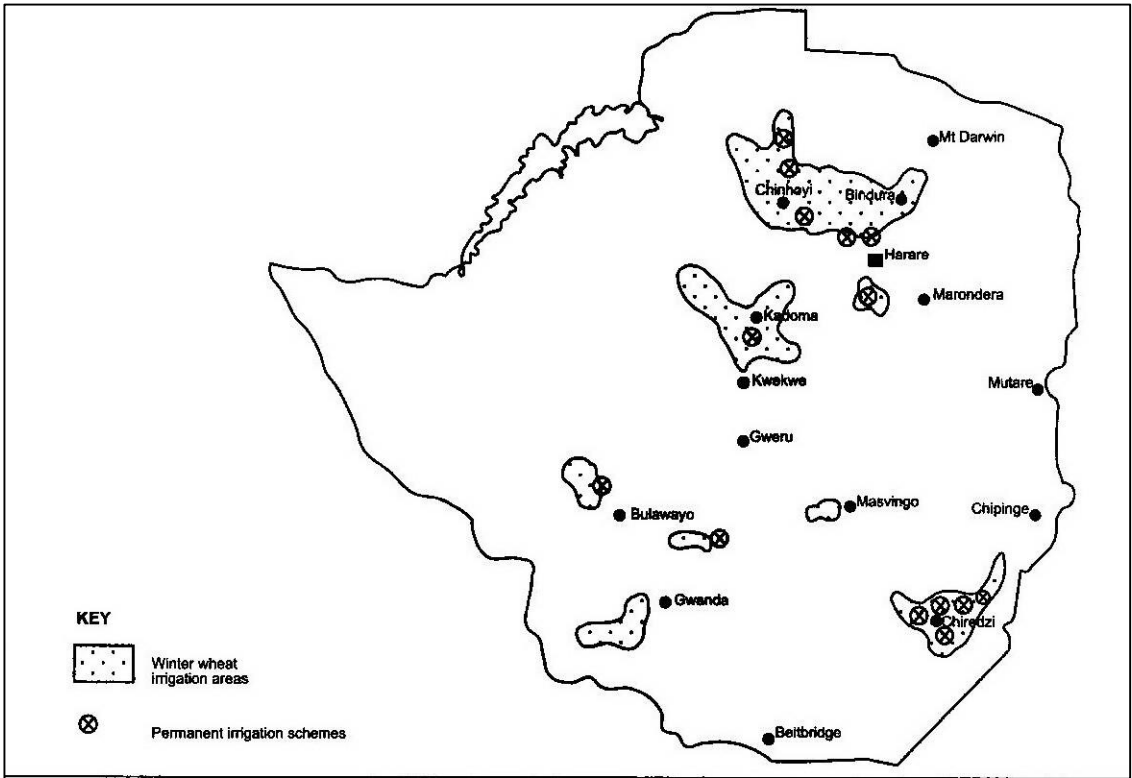 Mt Darwin
Chinhoyi
Bindura
Harare
Marondera
Kadoma
Kwekwe
Mutare
Gweru
Masvingo
Chipinge
Bulawayo
Gwanda
Chiredzi
KEY
Winter wheat
irrigation areas
Permanent irrigation schemes
Beitbridge